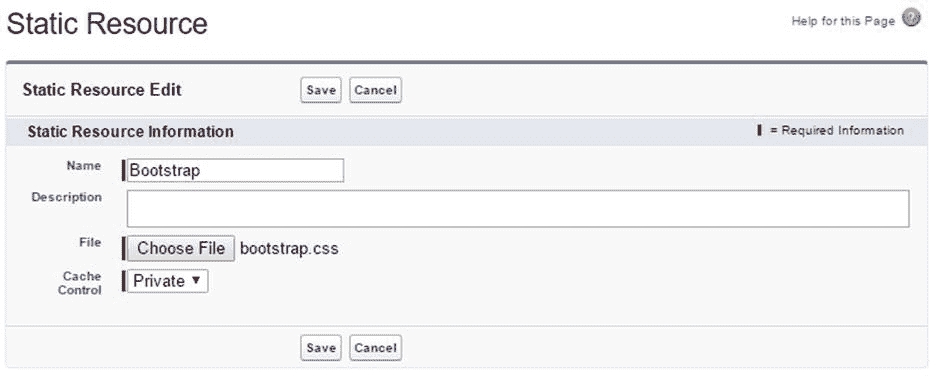 Static Resource
Help for this Page
Static Resource Edit
Save Cancel
Static Resource Information
= Required Information
Name
Bootstrap
Description
File
Choose File bootstrap.css
Cache
Control
Private
Save Cancel